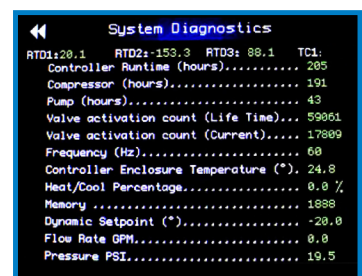 System Diagnostics
RTD1:20.1 RTD2:-153.3 RTD3: 88.1 TC1:
Controller Runtime (hours)........... 205
Compressor (hours)................... 191
Pump (hours)......................... 43
Valve activation count (Life Time)... 59061
Valve activation count (Current)..... 17809
Frequency (Hz)....................... 60
Controller Enclosure Temperature (°). 24.8
Heat/Cool Percentage................. 0.0 %
Memory .............................. 1888
Dynamic Setpoint (°)................. -20.0
Flow Rate GPM........................ 0.0
Pressure PSI......................... 19.5